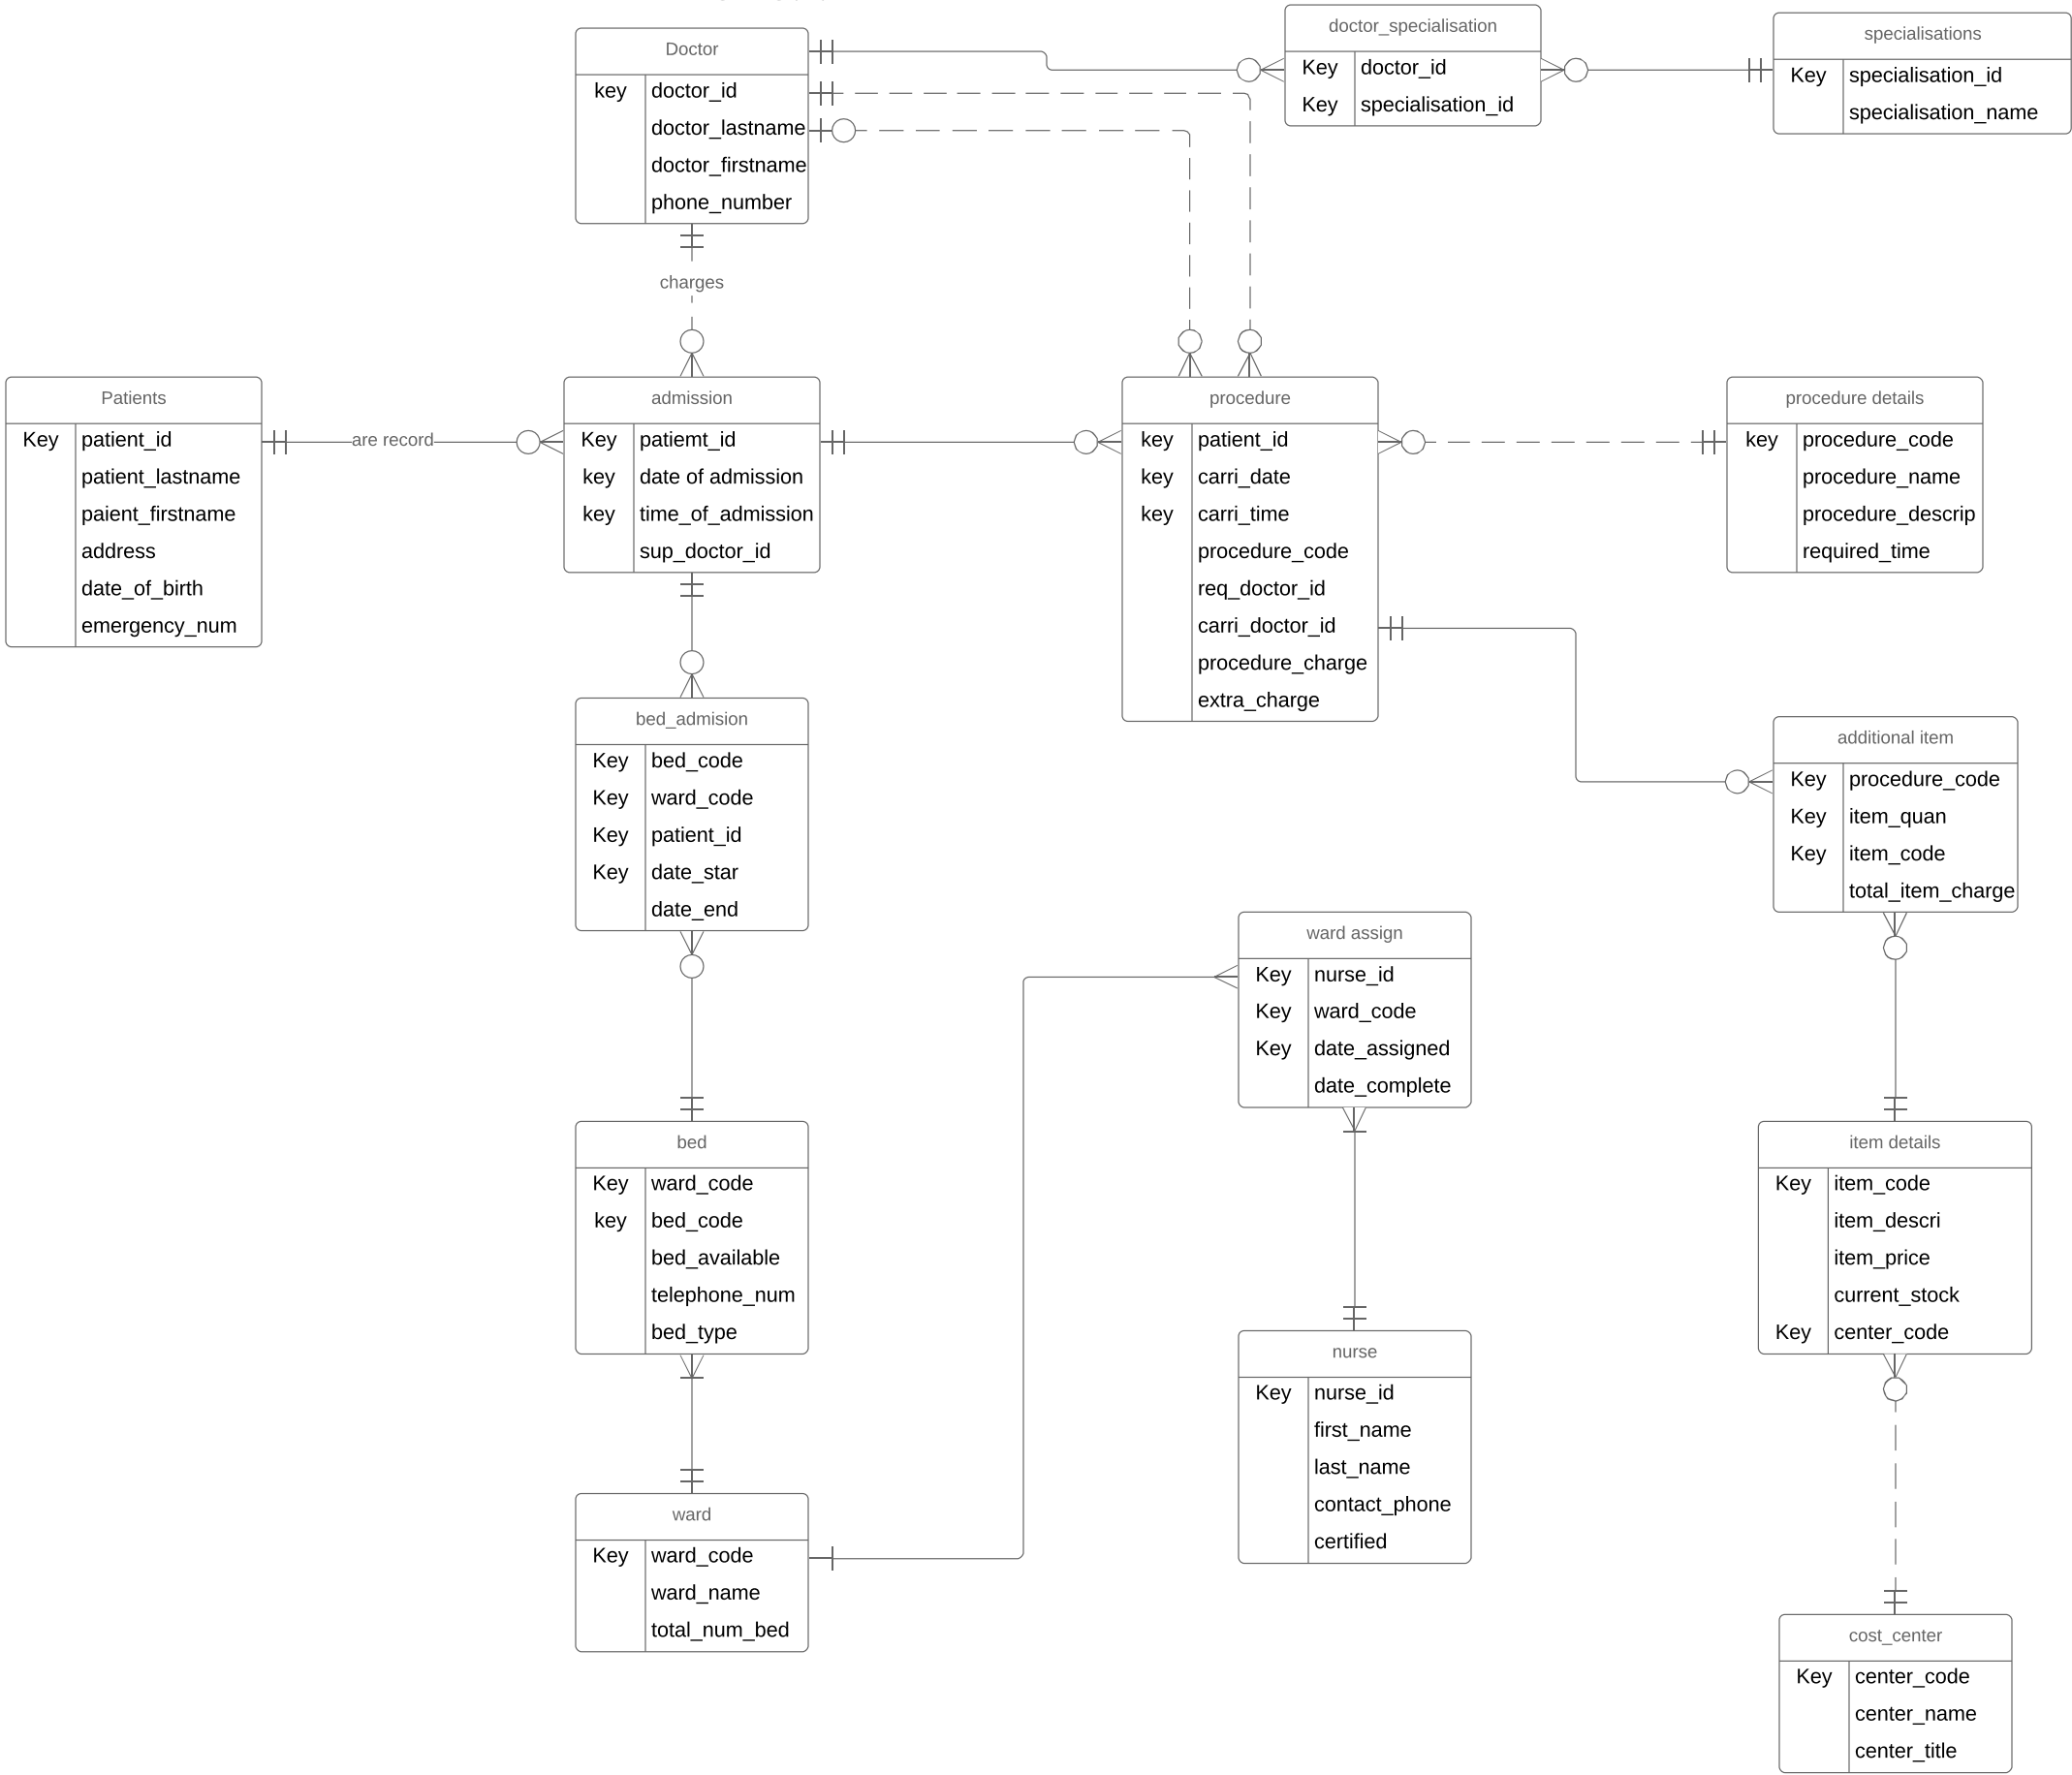 Doctor
key doctor_id
doctor_lastname
doctor_firstname
phone_number
doctor_specialisation
Key doctor_id
Key specialisation_id
specialisations
Key specialisation_id
specialisation_name
charges
Patients
Key patient_id
patient_lastname
paient_firstname
address
date_of_birth
emergency_num
are record
admission
Key patiemt_id
key date of admission
key time_of_admission
sup_doctor_id
procedure
key patient_id
key carri_date
key carri_time
procedure_code
req_doctor_id
carri_doctor_id
procedure_charge
extra_charge
procedure details
key procedure_code
procedure_name
procedure_descrip
required_time
bed_admision
Key bed_code
Key ward_code
Key patient_id
Key date_star
date_end
additional item
Key procedure_code
Key item_quan
Key item_code
total_item_charge
ward assign
Key nurse_id
Key ward_code
Key date_assigned
date_complete
bed
Key ward_code
key bed_code
bed_available
telephone_num
bed_type
item details
Key item_code
item_descri
item_price
current_stock
Key center_code
nurse
Key nurse_id
first_name
last_name
contact_phone
certified
ward
Key ward_code
ward_name
total_num_bed
cost_center
Key center_code
center_name
center_title